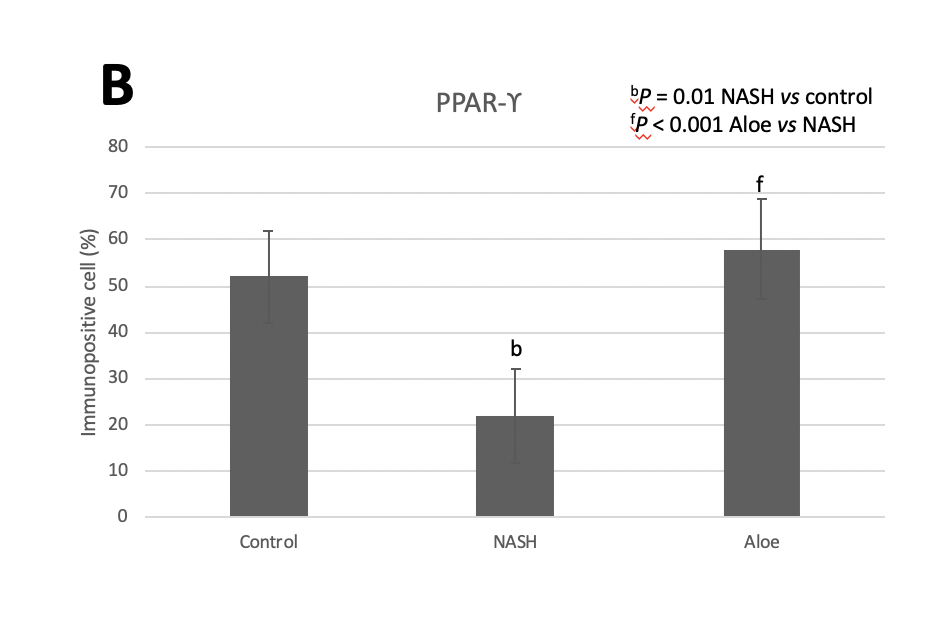 B
PPAR-ϒ
ᵇP = 0.01 NASH vs control
ᶠP < 0.001 Aloe vs NASH
Immunopositive cell (%)
80
70
60
50
40
30
20
10
0
f
b
Control
NASH
Aloe